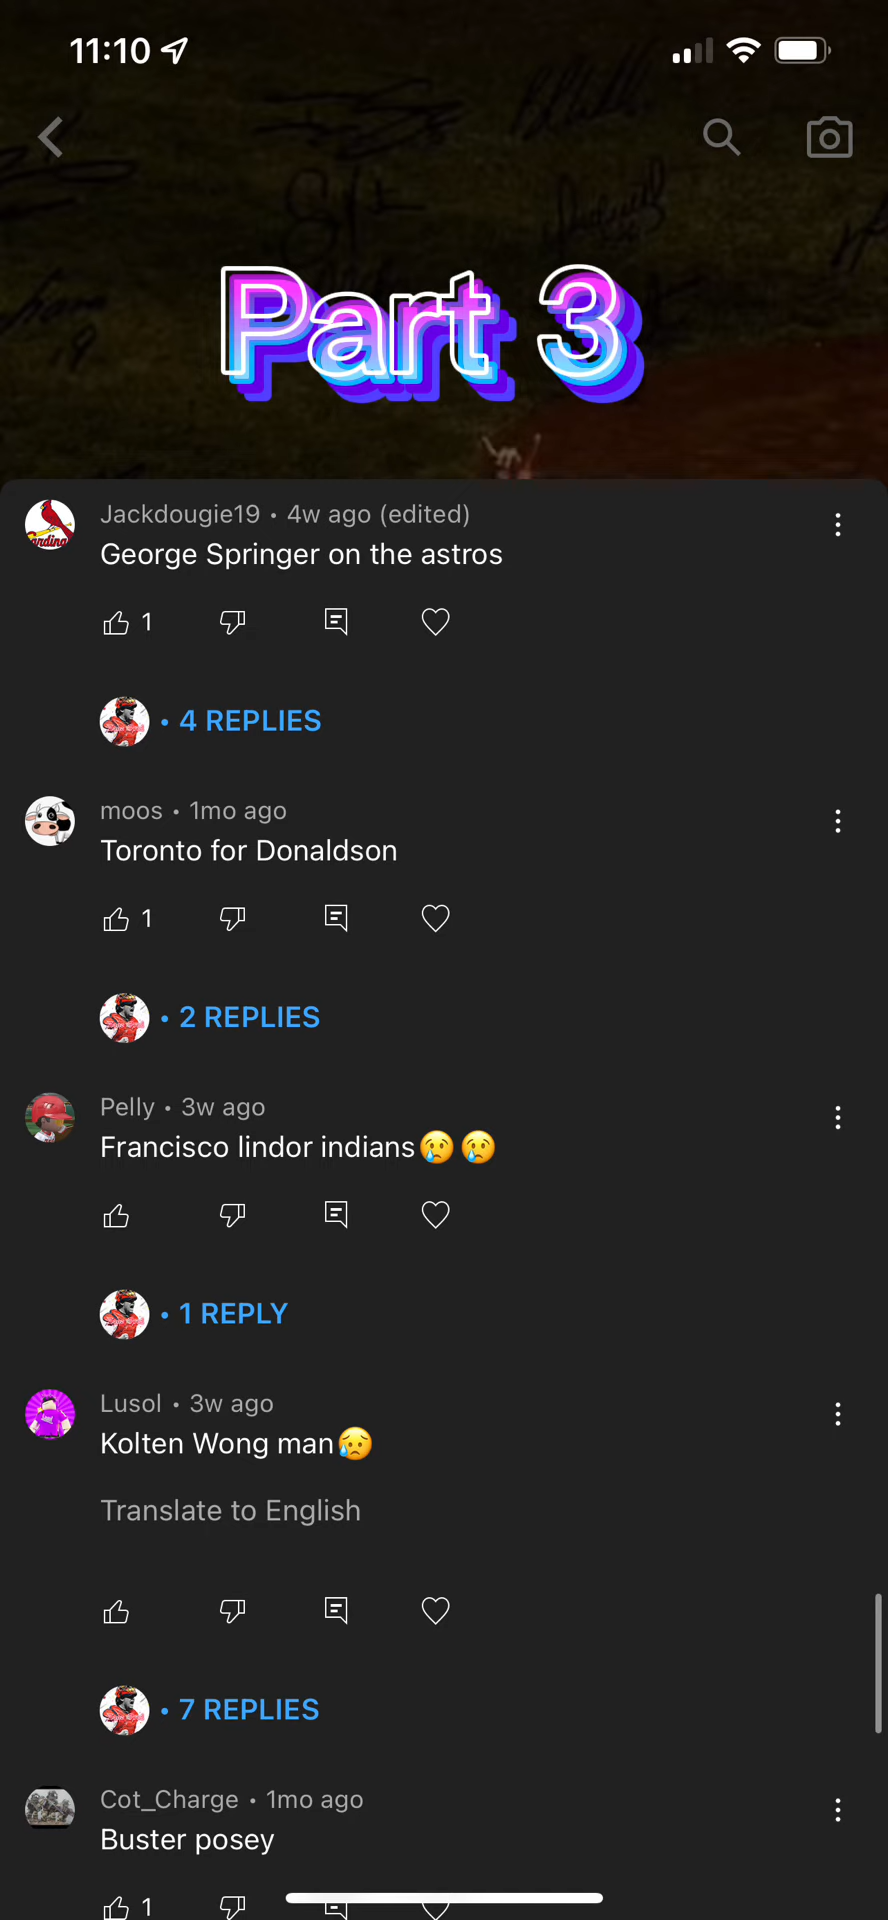 11:10
Part 3
Jackdougie19 • 4w ago (edited)
George Springer on the astros
1
• 4 REPLIES
moos • 1mo ago
Toronto for Donaldson
1
• 2 REPLIES
Pelly • 3w ago
Francisco lindor indians😢😢
• 1 REPLY
Lusol • 3w ago
Kolten Wong man😥
Translate to English
• 7 REPLIES
Cot_Charge • 1mo ago
Buster posey
1